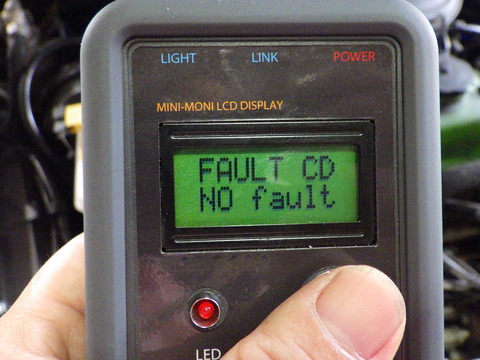 LIGHT LINK POWER
MINI-MONI LCD DISPLAY
FAULT CD
NO fault
LED